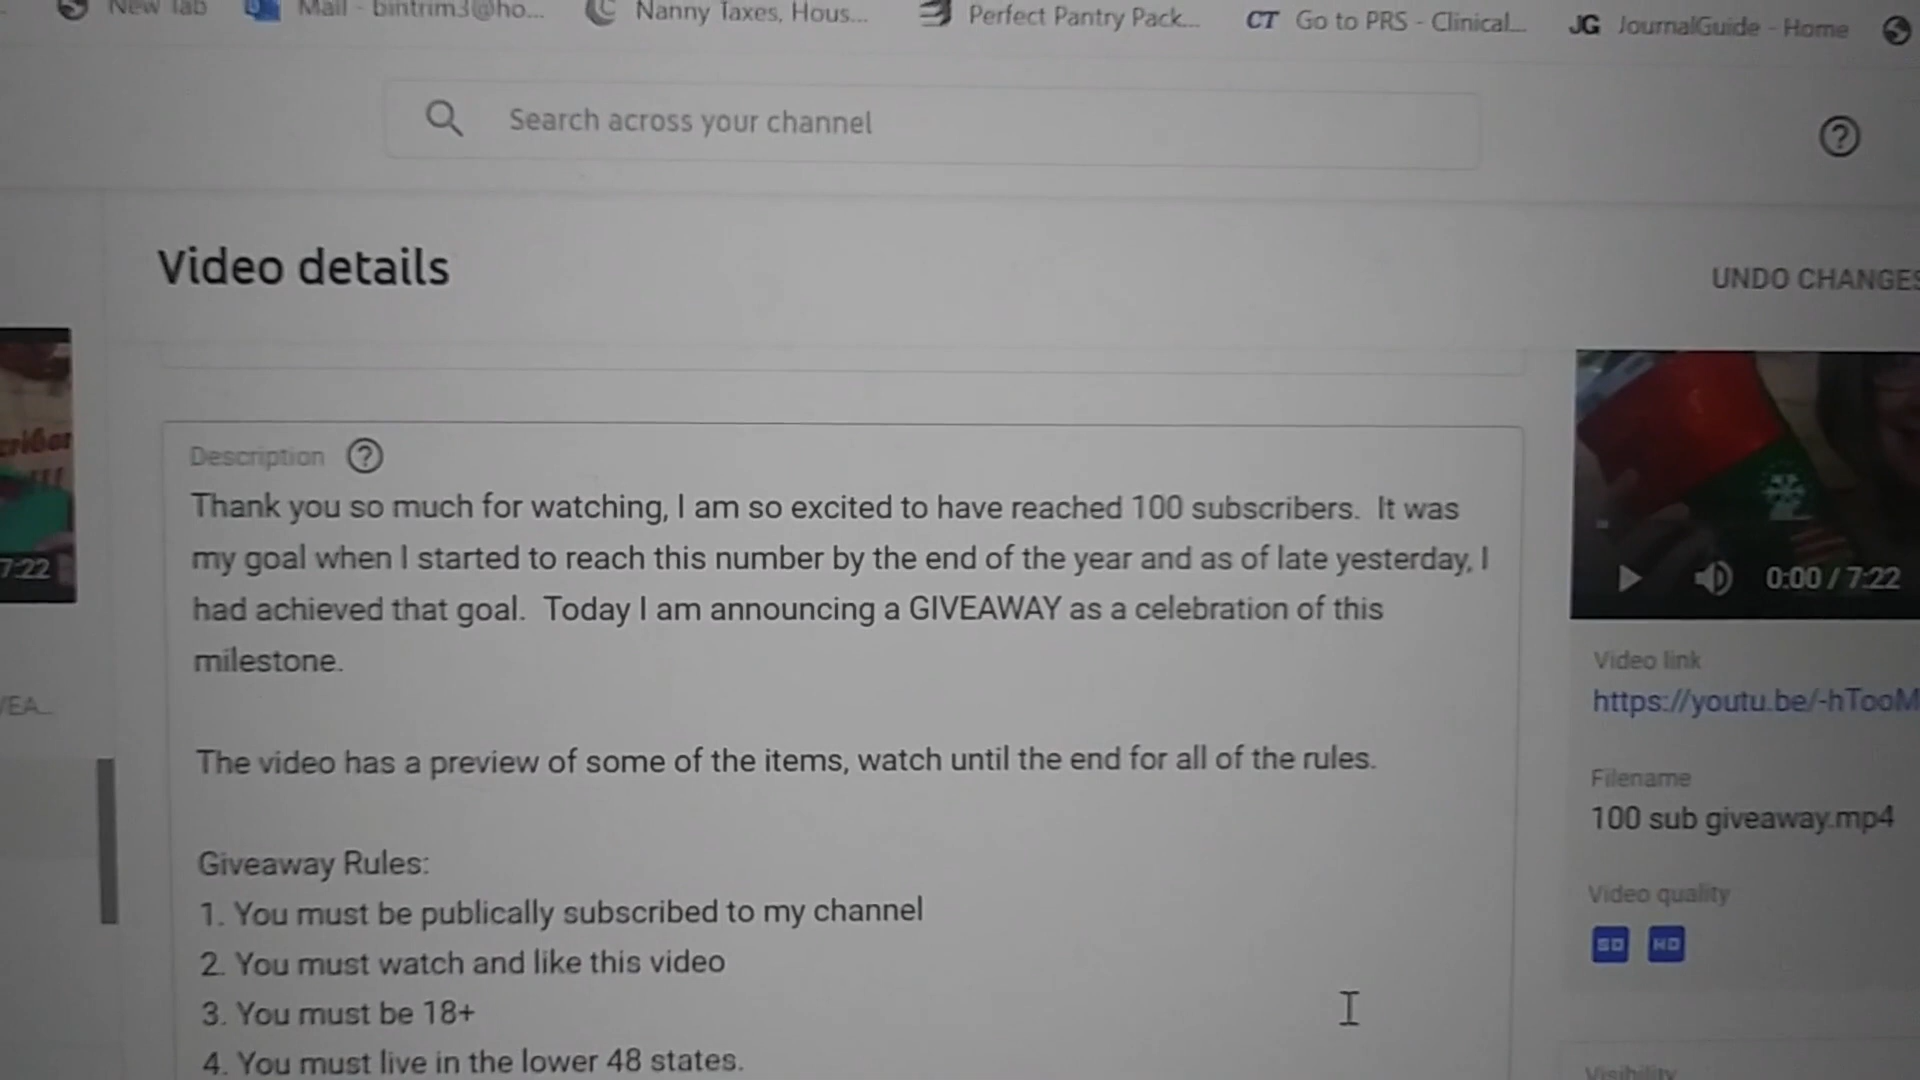 New Tab
Mail - bintrim3@ho...
Nanny Taxes, Hous...
Perfect Pantry Pack...
CT Go to PRS - Clinical...
JG JournalGuide - Home
Search across your channel
Video details
UNDO CHANGES
Description
Thank you so much for watching, I am so excited to have reached 100 subscribers. It was
my goal when I started to reach this number by the end of the year and as of late yesterday, I
had achieved that goal. Today I am announcing a GIVEAWAY as a celebration of this
milestone.
The video has a preview of some of the items, watch until the end for all of the rules.
Giveaway Rules:
1. You must be publically subscribed to my channel
2. You must watch and like this video
3. You must be 18+
4. You must live in the lower 48 states.
7:22
VEA...
0:00 / 7:22
Video link
https://youtu.be/-hTooM
Filename
100 sub giveaway.mp4
Video quality
SD HD
Visibility